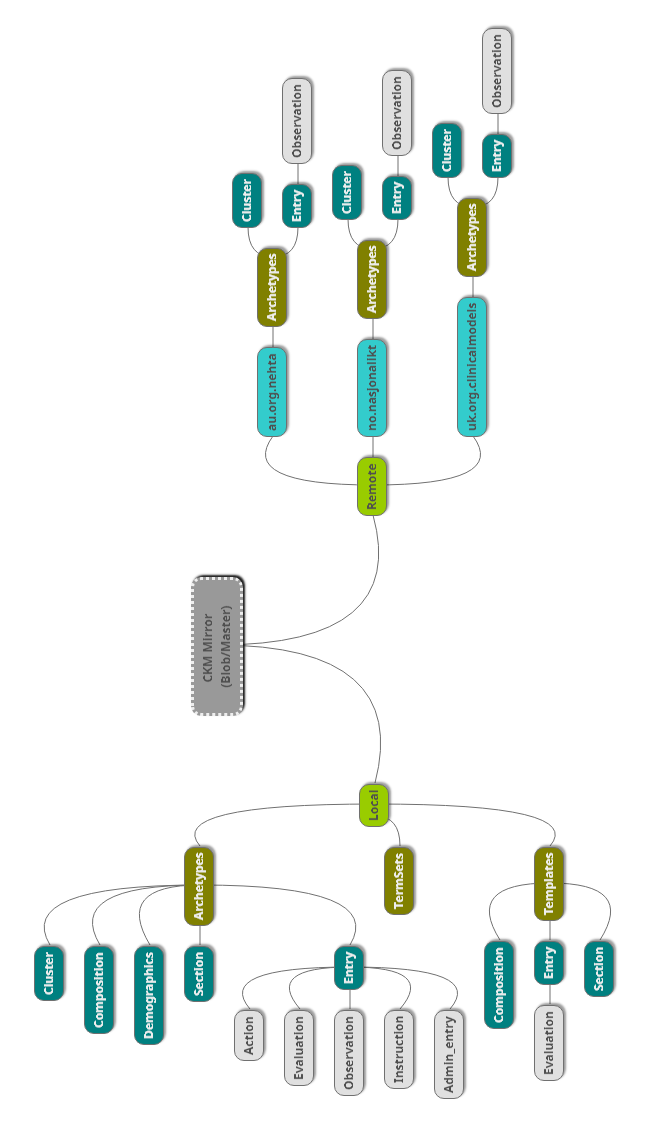 CKM Mirror
(Blob/Master)
Remote
au.org.nehta
Archetypes
Cluster
Entry
Observation
no.nasjonalikt
Archetypes
Cluster
Entry
Observation
uk.org.clinicalmodels
Archetypes
Cluster
Entry
Observation
Local
Archetypes
Cluster
Composition
Demographics
Section
Entry
Action
Evaluation
Observation
Instruction
Admin_entry
TermSets
Templates
Composition
Entry
Evaluation
Section